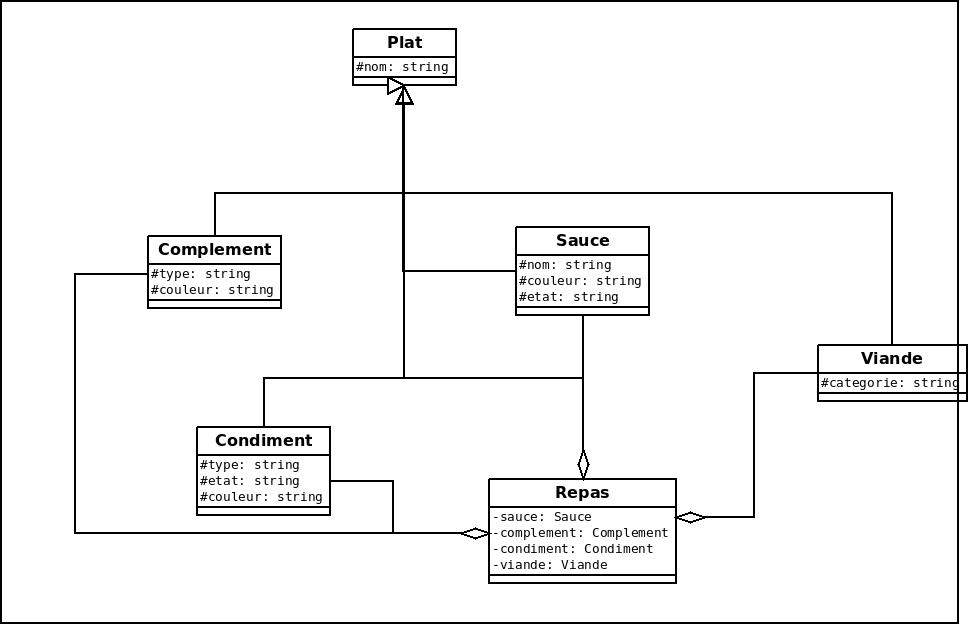 Plat
#nom: string
Complement
#type: string
#couleur: string
Sauce
#nom: string
#couleur: string
#etat: string
Viande
#categorie: string
Condiment
#type: string
#etat: string
#couleur: string
Repas
-sauce: Sauce
-complement: Complement
-condiment: Condiment
-viande: Viande